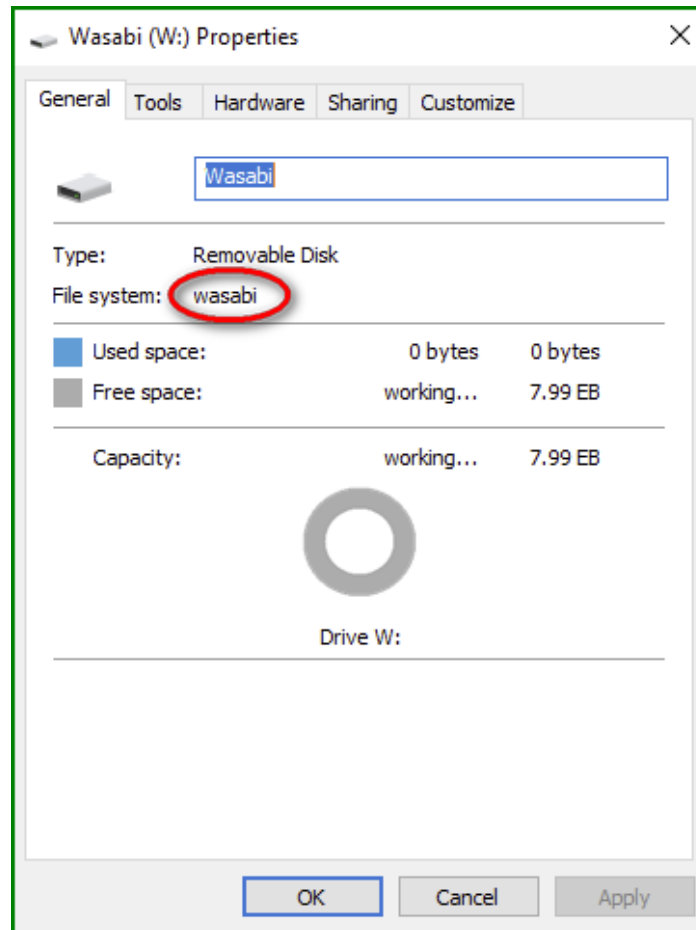 Wasabi (W:) Properties
General Tools Hardware Sharing Customize
Wasabi
Type: Removable Disk
File system: wasabi
Used space: 0 bytes 0 bytes
Free space: working... 7.99 EB
Capacity: working... 7.99 EB
Drive W:
OK Cancel Apply